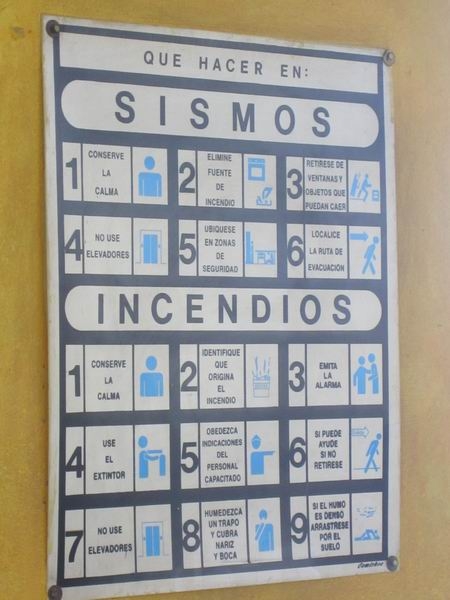 QUE HACER EN:
SISMOS
1 CONSERVE
LA
CALMA
2 ELIMINE
FUENTE
DE
INCENDIO
3 RETIRESE DE
VENTANAS Y
OBJETOS QUE
PUEDAN CAER
4 NO USE
ELEVADORES
5 UBIQUESE
EN ZONAS
DE
SEGURIDAD
6 LOCALICE
LA RUTA DE
EVACUACIÓN
INCENDIOS
1 CONSERVE
LA
CALMA
2 IDENTIFIQUE
QUE
ORIGINA
EL
INCENDIO
3 EMITA
LA
ALARMA
4 USE
EL
EXTINTOR
5 OBEDEZCA
INDICACIONES
DEL
PERSONAL
CAPACITADO
6 SI PUEDE
AYUDE
SI NO
RETIRESE
7 NO USE
ELEVADORES
8 HUMEDEZCA
UN TRAPO
Y CUBRA
NARIZ
Y BOCA
9 SI EL HUMO
ES DENSO
ARRASTRESE
POR EL
SUELO